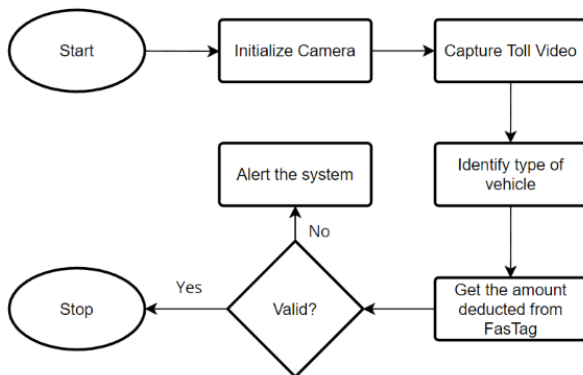 Start
Initialize Camera
Capture Toll Video
Alert the system
Identify type of
vehicle
No
Yes
Stop
Valid?
Get the amount
deducted from
FasTag